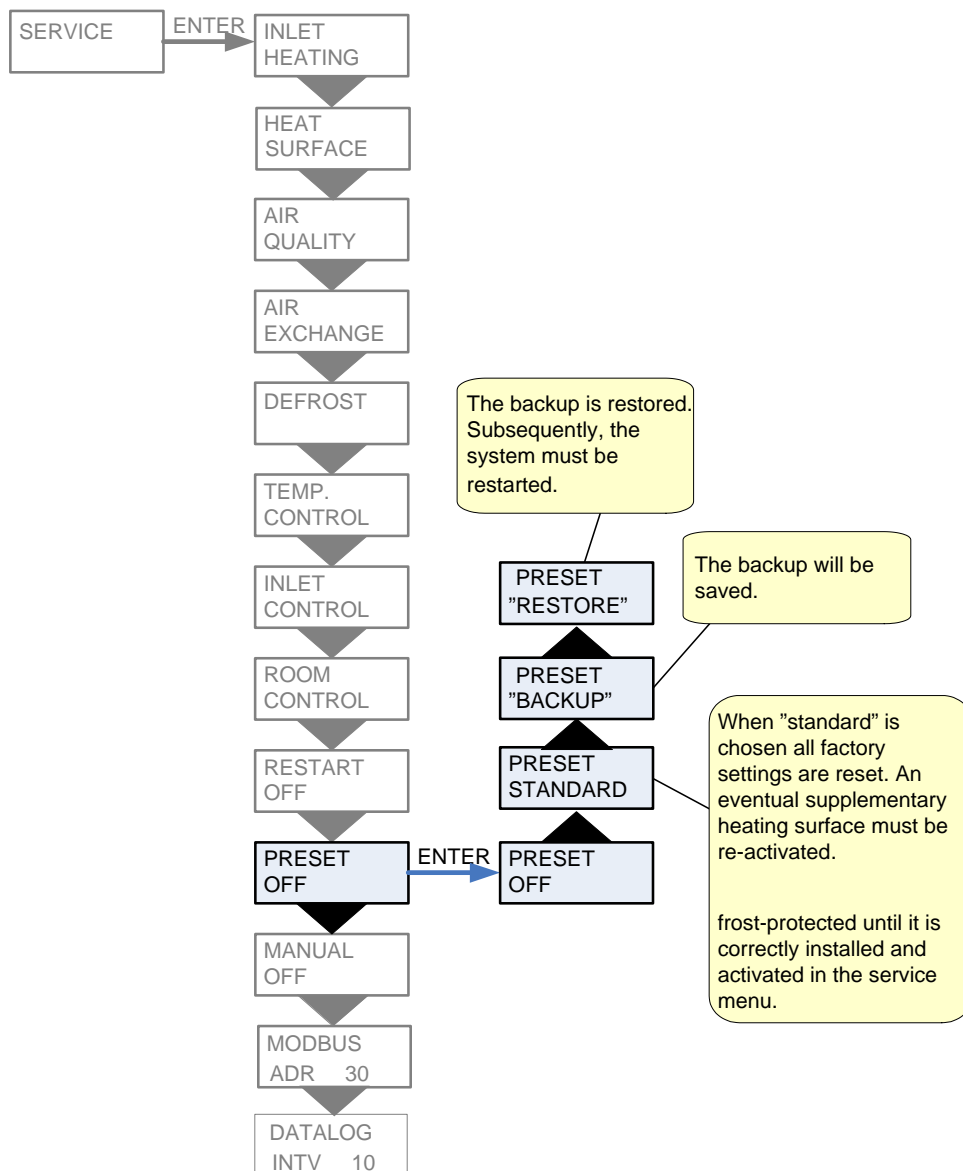 SERVICE
ENTER
INLET
HEATING
HEAT
SURFACE
AIR
QUALITY
AIR
EXCHANGE
DEFROST
TEMP.
CONTROL
INLET
CONTROL
ROOM
CONTROL
RESTART
OFF
PRESET
OFF
MANUAL
OFF
MODBUS
ADR 30
DATALOG
INTV 10
ENTER
The backup is restored.
Subsequently, the
system must be
restarted.
PRESET
”RESTORE”
The backup will be
saved.
PRESET
”BACKUP”
When ”standard” is
chosen all factory
settings are reset. An
eventual supplementary
heating surface must be
re-activated.
frost-protected until it is
correctly installed and
activated in the service
menu.
PRESET
STANDARD
PRESET
OFF